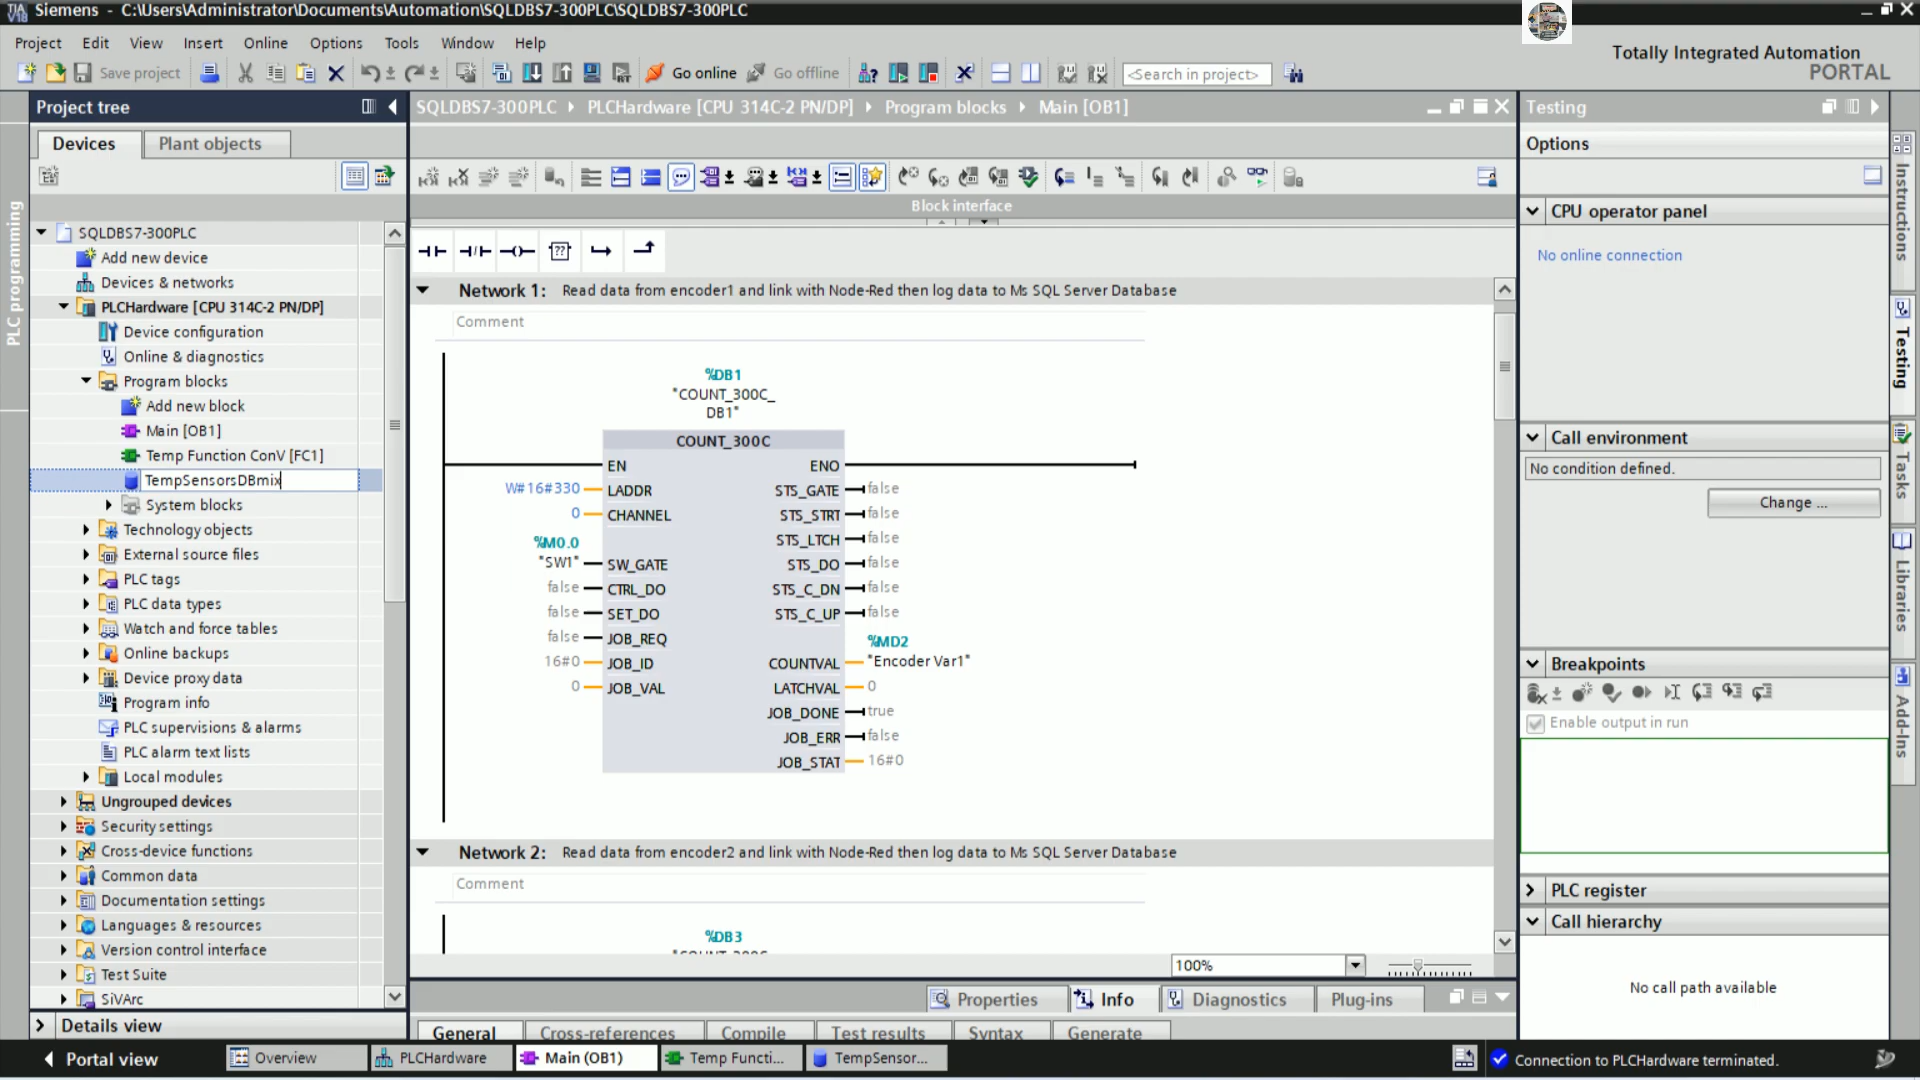 Siemens - C:\Users\Administrator\Documents\Automation\SQLDBS7-300PLC\SQLDBS7-300PLC
Project Edit View Insert Online Options Tools Window Help
Totally Integrated Automation
PORTAL
Save project
Go online
Go offline
<Search in project>
Project tree
SQLDBS7-300PLC
PLCHardware [CPU 314C-2 PN/DP]
Program blocks
Main [OB1]
Testing
Devices
Plant objects
Options
Block interface
PLC programming
SQLDBS7-300PLC
Add new device
Devices & networks
PLCHardware [CPU 314C-2 PN/DP]
Device configuration
Online & diagnostics
Program blocks
Add new block
Main [OB1]
Temp Function ConV [FC1]
TempSensorsDBmix
System blocks
Technology objects
External source files
PLC tags
PLC data types
Watch and force tables
Online backups
Device proxy data
Program info
PLC supervisions & alarms
PLC alarm text lists
Local modules
Ungrouped devices
Security settings
Cross-device functions
Common data
Documentation settings
Languages & resources
Version control interface
Test Suite
SiVArc
Details view
Network 1: Read data from encoder1 and link with Node-Red then log data to Ms SQL Server Database
Comment
%DB1
"COUNT_300C_
DB1"
COUNT_300C
EN ENO
W#16#330 LADDR STS_GATE false
0 CHANNEL STS_STRT false
STS_LTCH false
%M0.0
"SW1" SW_GATE STS_DO false
false CTRL_DO STS_C_DN false
false SET_DO STS_C_UP false
false JOB_REQ
%MD2
16#0 JOB_ID COUNTVAL "Encoder Var1"
0 JOB_VAL LATCHVAL 0
JOB_DONE true
JOB_ERR false
JOB_STAT 16#0
Network 2: Read data from encoder2 and link with Node-Red then log data to Ms SQL Server Database
Comment
%DB3
100%
Properties Info Diagnostics Plug-ins
General Cross-references Compile Test results Syntax Generate
CPU operator panel
No online connection
Call environment
No condition defined.
Change ...
Breakpoints
Enable output in run
PLC register
Call hierarchy
No call path available
Instructions
Testing
Tasks
Libraries
Add-Ins
Portal view
Overview
PLCHardware
Main (OB1)
Temp Functi...
TempSensor...
Connection to PLCHardware terminated.